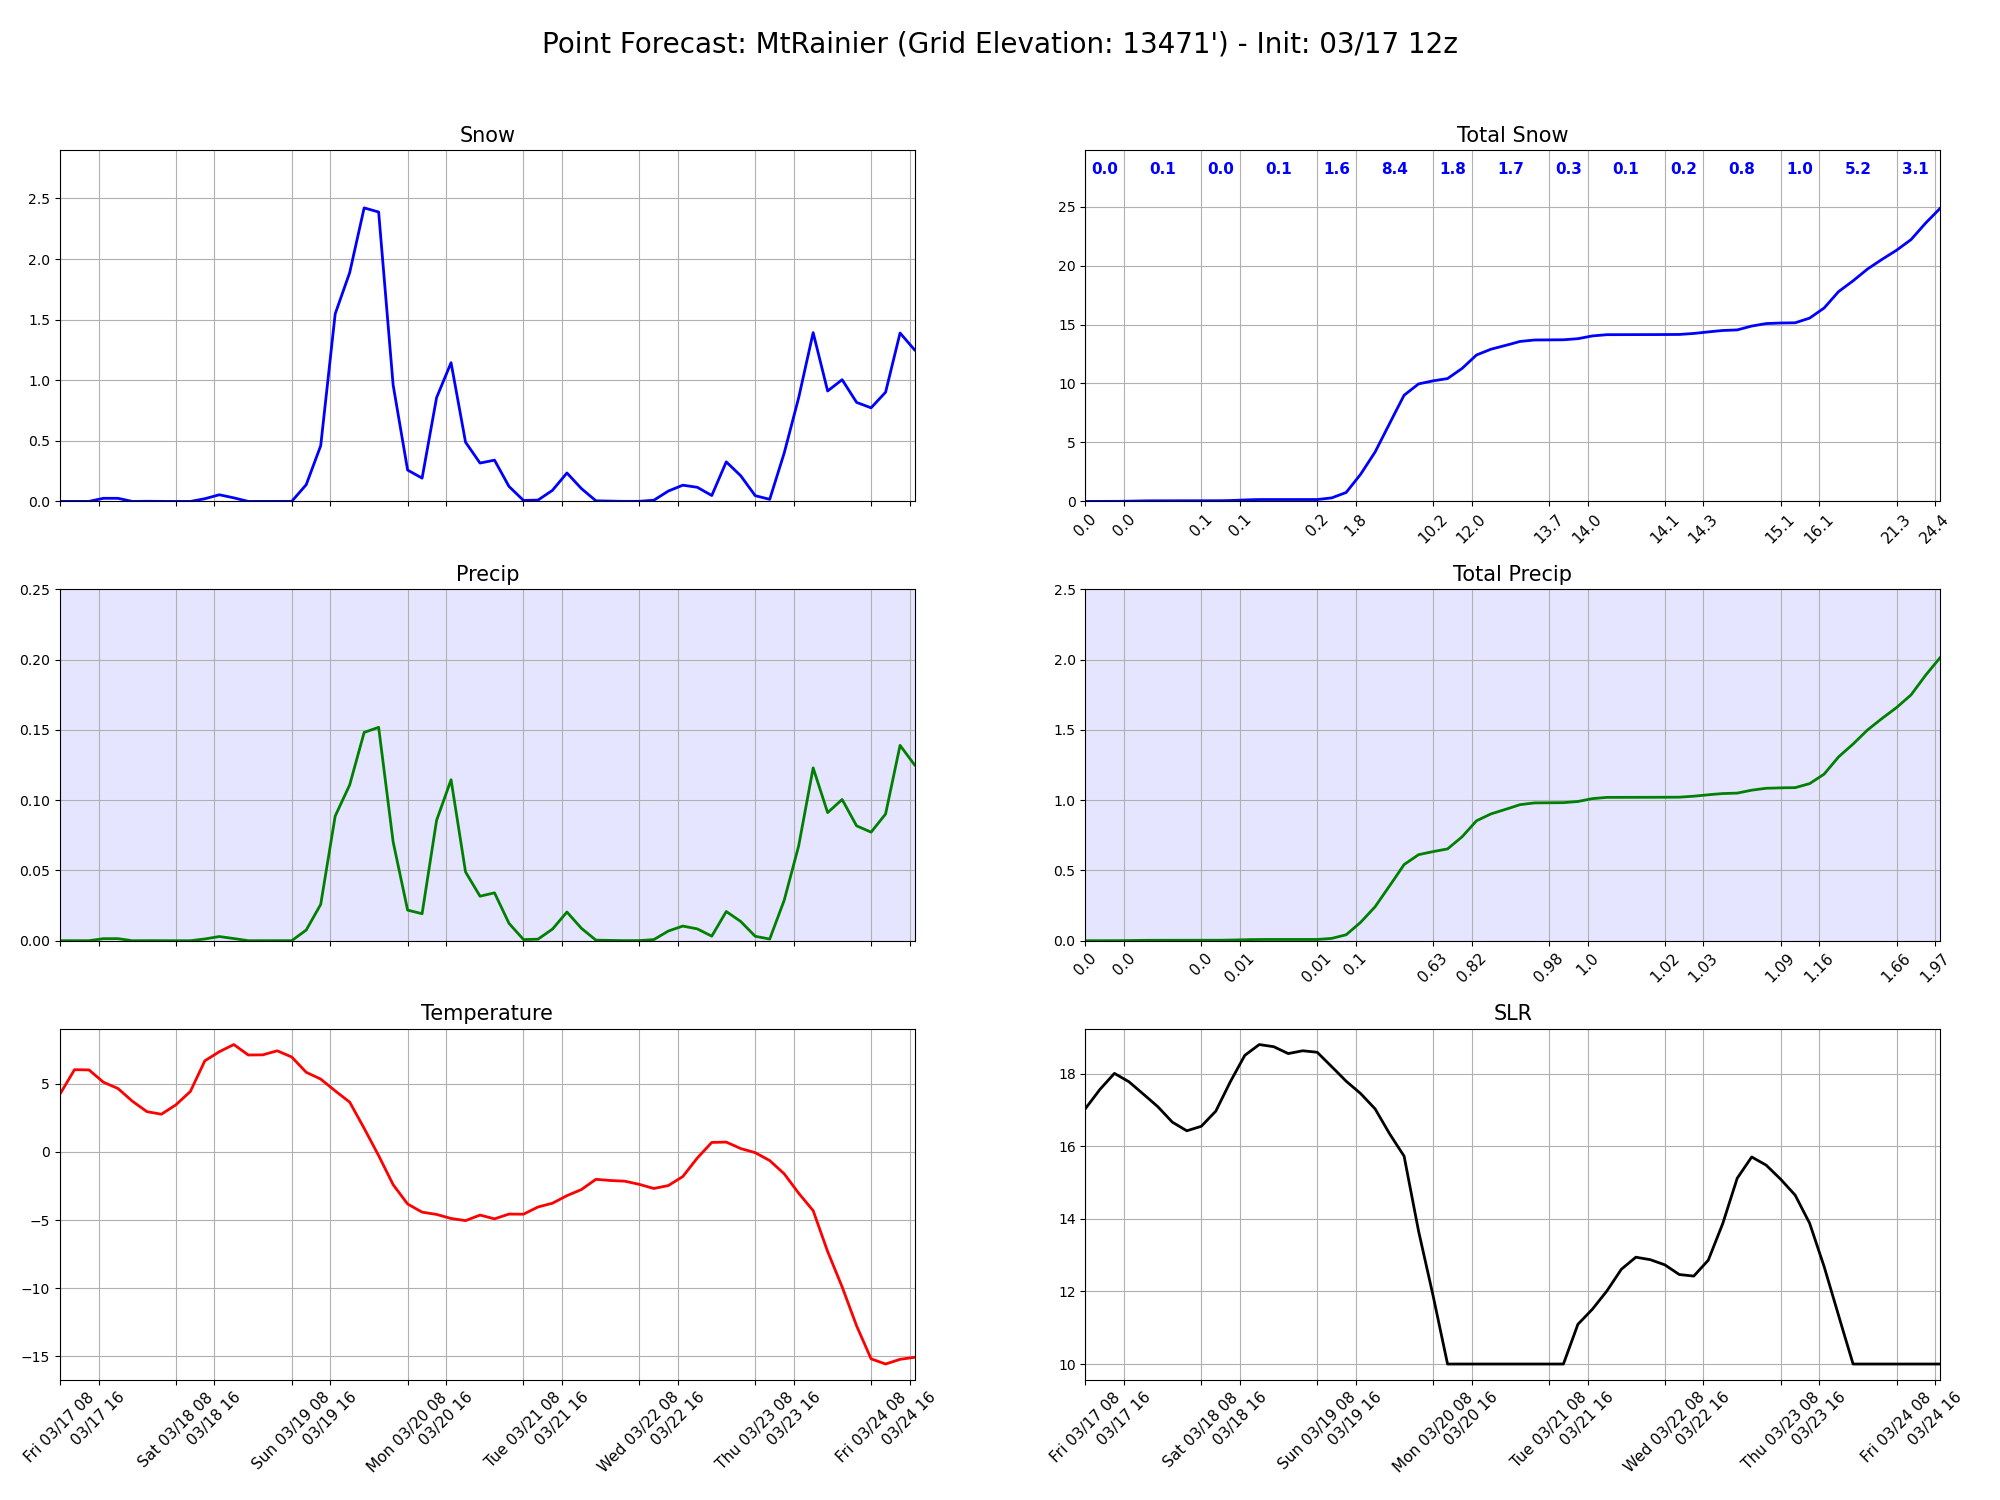 Point Forecast: MtRainier (Grid Elevation: 13471') - Init: 03/17 12z
Snow
2.5
2.0
1.5
1.0
0.5
0.0
Total Snow
0.0 0.1 0.0 0.1 1.6 8.4 1.8 1.7 0.3 0.1 0.2 0.8 1.0 5.2 3.1
25
20
15
10
5
0
0.0 0.0 0.1 0.1 0.2 1.8 10.2 12.0 13.7 14.0 14.1 14.3 15.1 16.1 21.3 24.4
Precip
0.25
0.20
0.15
0.10
0.05
0.00
Total Precip
2.5
2.0
1.5
1.0
0.5
0.0
0.0 0.0 0.0 0.01 0.01 0.1 0.63 0.82 0.98 1.0 1.02 1.03 1.09 1.16 1.66 1.97
Temperature
5
0
−5
−10
−15
Fri 03/17 08
03/17 16
Sat 03/18 08
03/18 16
Sun 03/19 08
03/19 16
Mon 03/20 08
03/20 16
Tue 03/21 08
03/21 16
Wed 03/22 08
03/22 16
Thu 03/23 08
03/23 16
Fri 03/24 08
03/24 16
SLR
18
16
14
12
10
Fri 03/17 08
03/17 16
Sat 03/18 08
03/18 16
Sun 03/19 08
03/19 16
Mon 03/20 08
03/20 16
Tue 03/21 08
03/21 16
Wed 03/22 08
03/22 16
Thu 03/23 08
03/23 16
Fri 03/24 08
03/24 16